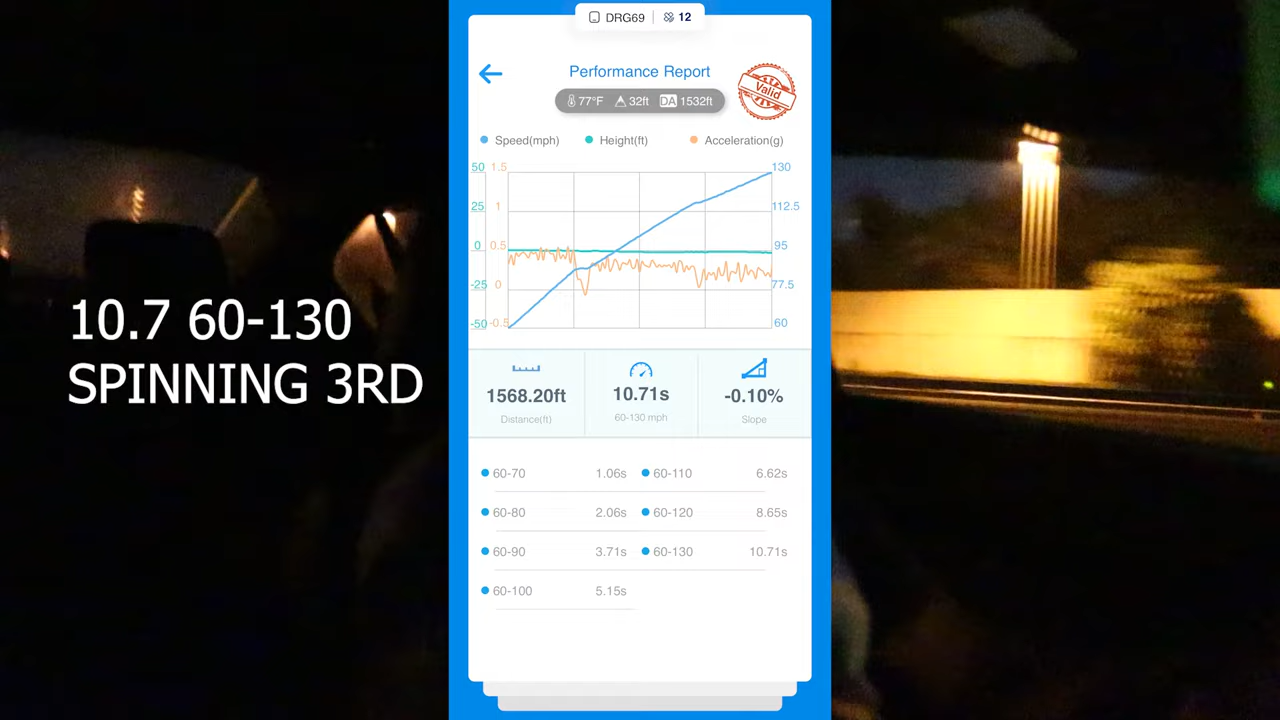 DRG69 12
Performance Report
Valid
77°F 32ft DA 1532ft
Speed(mph) Height(ft) Acceleration(g)
50 1.5 130
25 1 112.5
0 0.5 95
-25 0 77.5
-50 -0.5 60
10.7 60-130
SPINNING 3RD
1568.20ft 10.71s -0.10%
Distance(ft) 60-130 mph Slope
60-70 1.06s 60-110 6.62s
60-80 2.06s 60-120 8.65s
60-90 3.71s 60-130 10.71s
60-100 5.15s